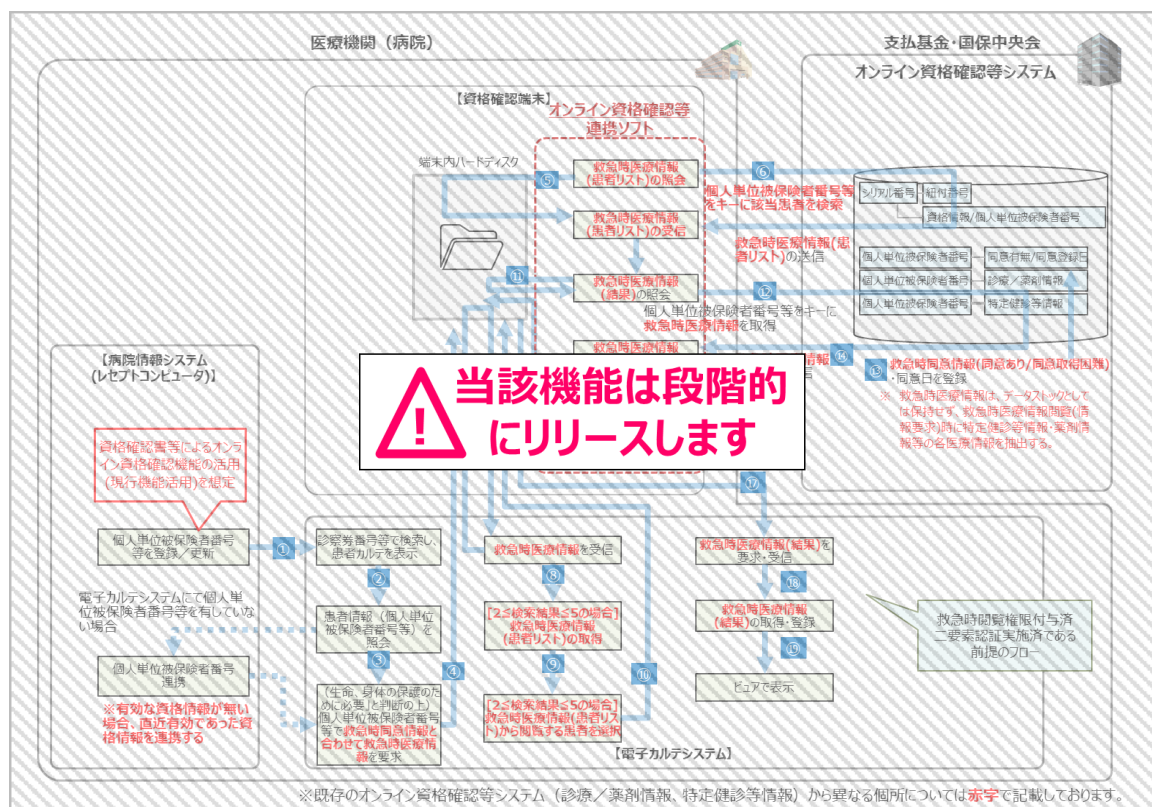 医療機関（病院）
支払基金・国保中央会
オンライン資格確認等システム
【資格確認端末】
オンライン資格確認等
連携ソフト
端末内ハードディスク
救急時医療情報
(患者リスト)の照会
⑤
⑥
個人単位被保険者番号等
をキーに該当患者を検索
シリアル番号
紐付番号
資格情報/個人単位被保険者番号
救急時医療情報
(患者リスト)の受信
救急時医療情報(患
者リスト)の送信
個人単位被保険者番号
同意有無/同意登録日
個人単位被保険者番号
診療／薬剤情報
個人単位被保険者番号
特定健診等情報
⑪
救急時医療情報
(結果)の照会
⑫
個人単位被保険者番号等をキーに
救急時医療情報を取得
救急時医療情報
情報
⑭
⑬
救急時同意情報(同意あり/同意取得困難)
・同意日を登録
※ 救急時医療情報は、データストックとして
は保持せず、救急時医療情報閲覧(情
報要求)時に特定健診等情報・薬剤情
報等の各医療情報を抽出する。
当該機能は段階的
にリリースします
【病院情報システム
(レセプトコンピュータ)】
資格確認書等によるオンラ
イン資格確認機能の活用
(現行機能活用)を想定
⑰
個人単位被保険者番号
等を登録／更新
①
診察券番号等で検索し、
患者カルテを表示
救急時医療情報を受信
救急時医療情報(結果)を
要求・受信
②
⑧
⑱
電子カルテシステムにて個人単
位被保険者番号等を有していな
い場合
患者情報（個人単位
被保険者番号等）を
照会
[2≦検索結果≦5の場合]
救急時医療情報
(患者リスト)の取得
救急時医療情報
(結果)の取得・登録
救急時閲覧権限付与済
二要素認証実施済である
前提のフロー
③
④
⑨
⑩
⑲
個人単位被保険者番号
連携
※有効な資格情報が無い
場合、直近有効であった資
格情報を連携する
（生命、身体の保護のた
めに必要」と判断の上）
個人単位被保険者番号
等で救急時同意情報と
合わせて救急時医療情
報を要求
[2≦検索結果≦5の場合]
救急時医療情報(患者リス
ト)から閲覧する患者を選択
ビュアで表示
【電子カルテシステム】
※既存のオンライン資格確認等システム（診療／薬剤情報、特定健診等情報）から異なる個所については赤字で記載しております。